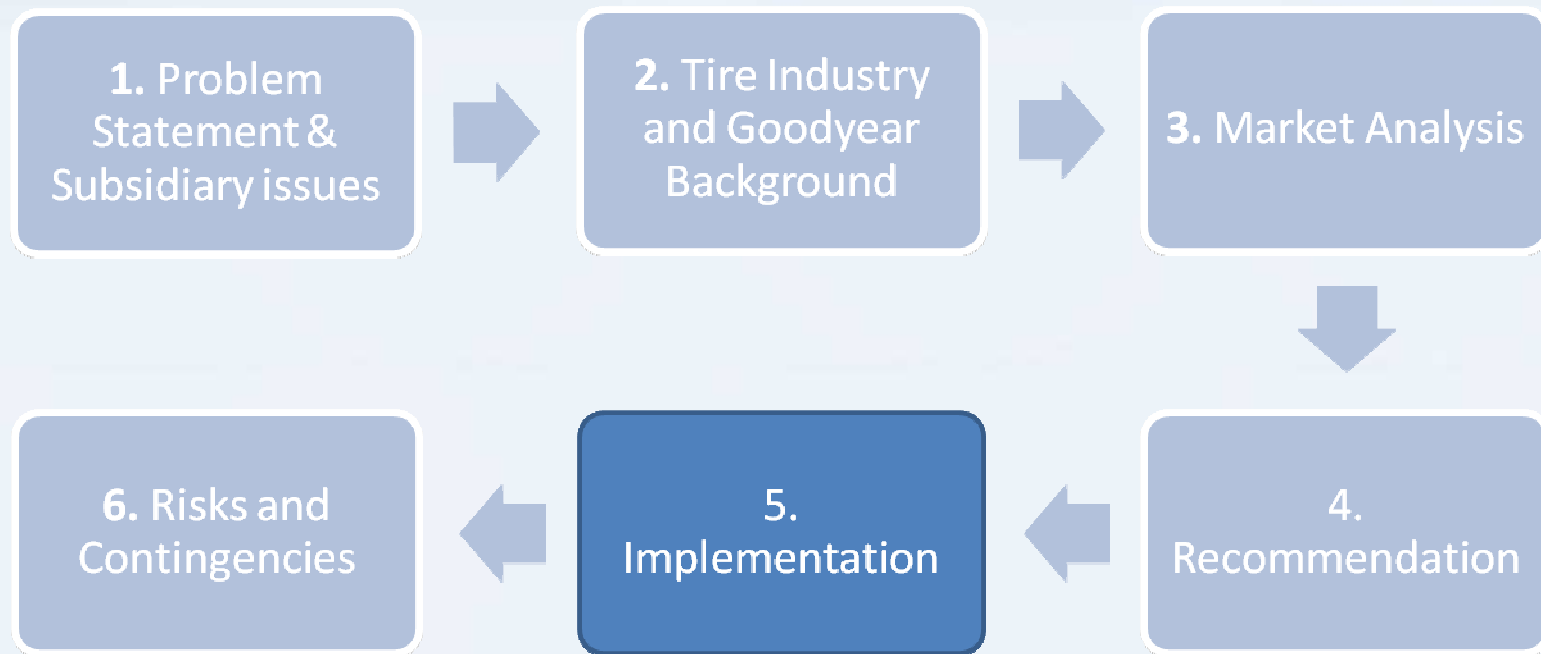 1. Problem
Statement &
Subsidiary issues
2. Tire Industry
and Goodyear
Background
3. Market Analysis
4.
Recommendation
5.
Implementation
6. Risks and
Contingencies